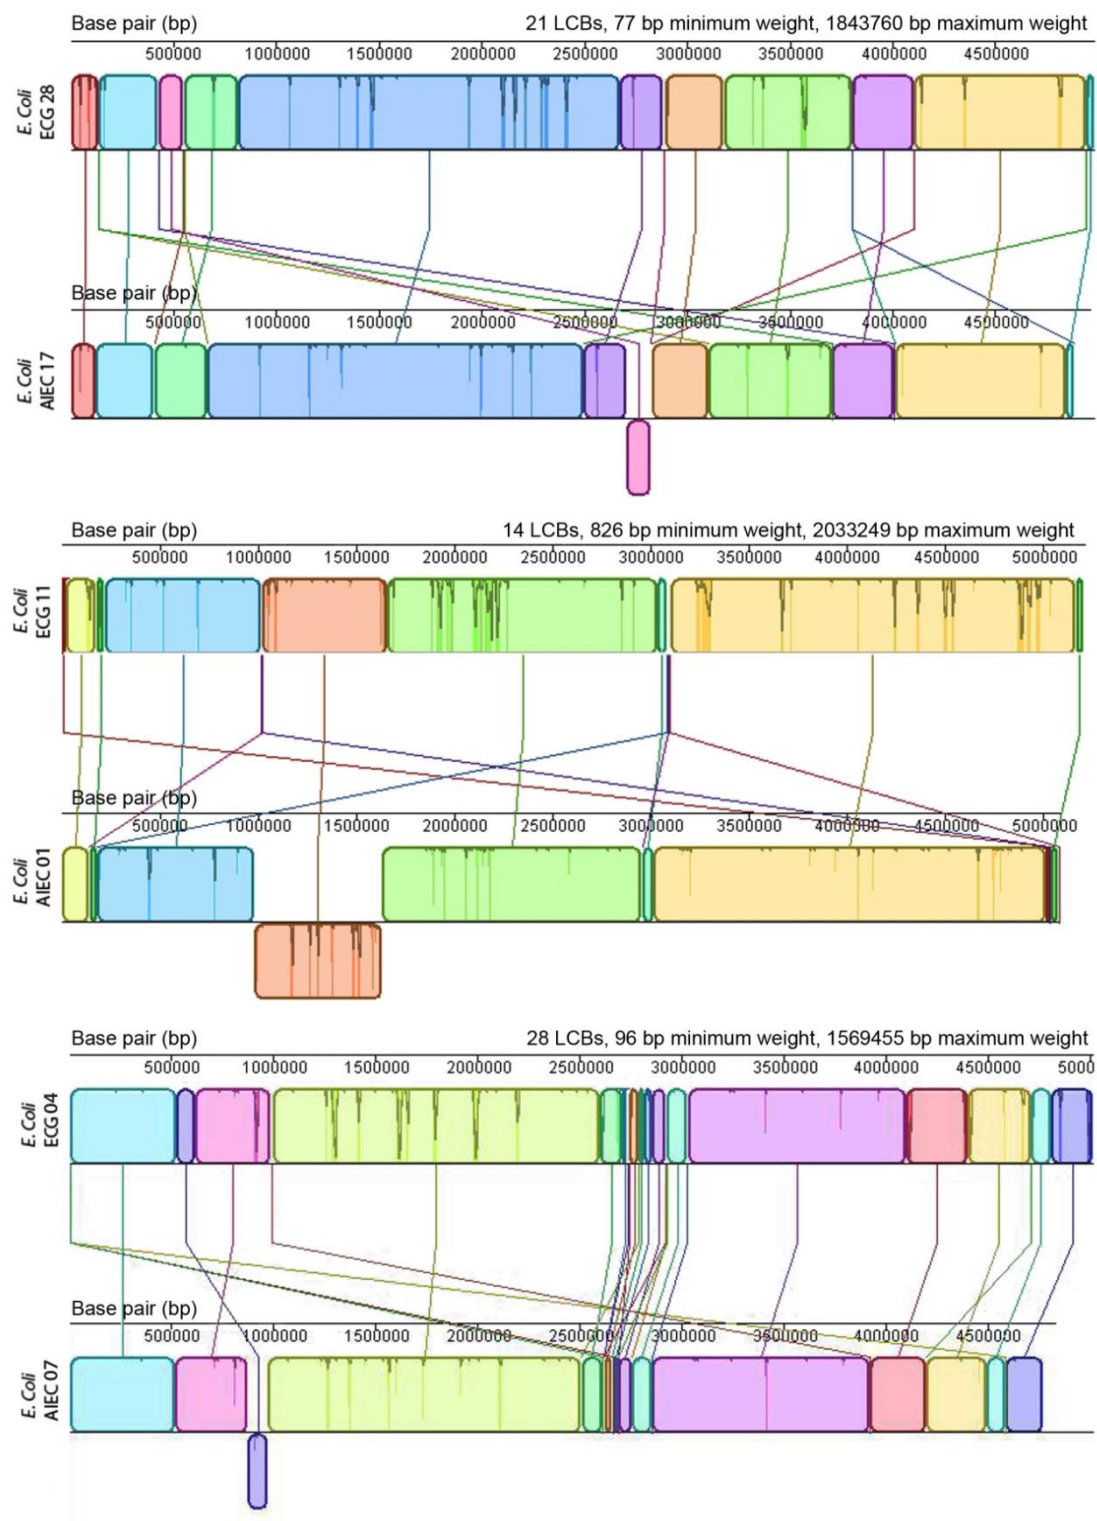 Base pair (bp) 21 LCBs, 77 bp minimum weight, 1843760 bp maximum weight
500000 1000000 1500000 2000000 2500000 3000000 3500000 4000000 4500000
E. Coli
ECG 28
Base pair (bp)
500000 1000000 1500000 2000000 2500000 3000000 3500000 4000000 4500000
E. Coli
AIEC 17
Base pair (bp) 14 LCBs, 826 bp minimum weight, 2033249 bp maximum weight
500000 1000000 1500000 2000000 2500000 3000000 3500000 4000000 4500000 5000000
E. Coli
ECG 11
Base pair (bp)
500000 1000000 1500000 2000000 2500000 3000000 3500000 4000000 4500000 5000000
E. Coli
AIEC 01
Base pair (bp) 28 LCBs, 96 bp minimum weight, 1569455 bp maximum weight
500000 1000000 1500000 2000000 2500000 3000000 3500000 4000000 4500000 5000
E. Coli
ECG 04
Base pair (bp)
500000 1000000 1500000 2000000 2500000 3000000 3500000 4000000 4500000
E. Coli
AIEC 07